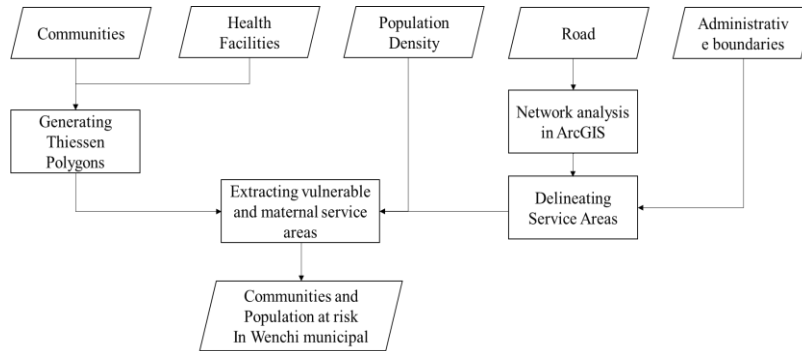 Communities
Health
Facilities
Population
Density
Road
Administrativ
e boundaries
Generating
Thiessen
Polygons
Network analysis
in ArcGIS
Extracting vulnerable
and maternal service
areas
Delineating
Service Areas
Communities and
Population at risk
In Wenchi municipal